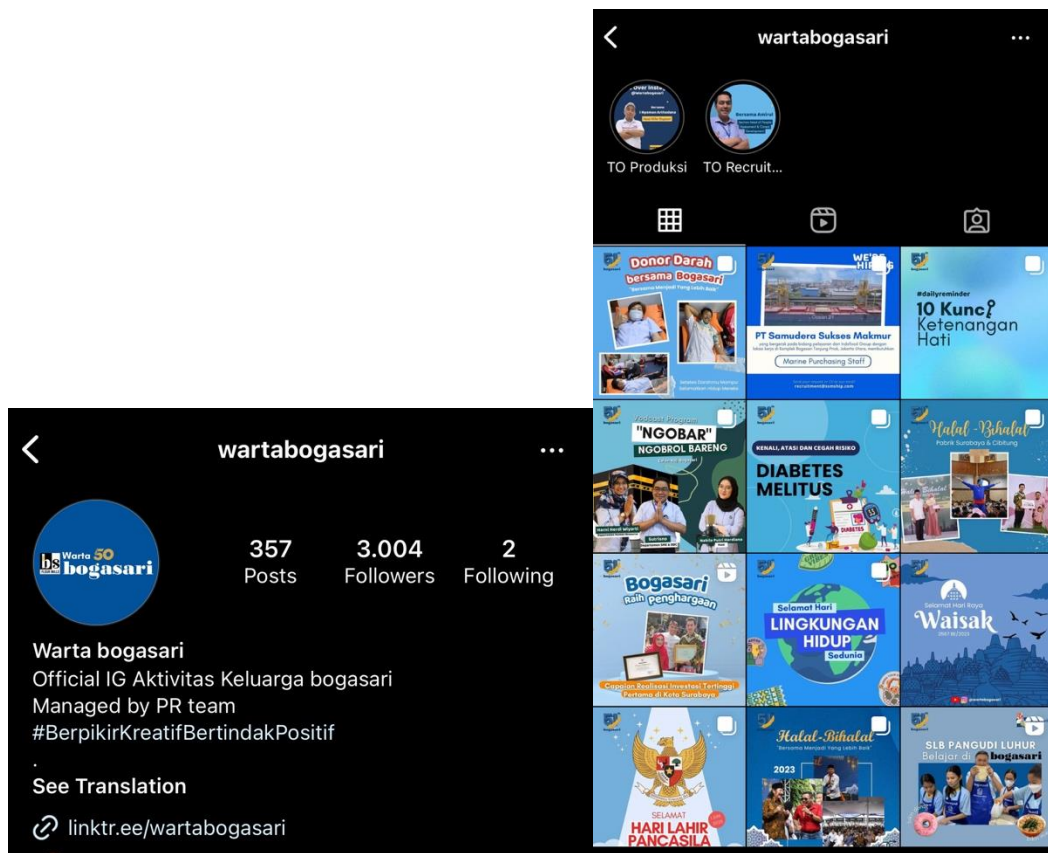 wartabogasari
...
Warta 50
bs bogasari
357
Posts
3.004
Followers
2
Following
Warta bogasari
Official IG Aktivitas Keluarga bogasari
Managed by PR team
#BerpikirKreatifBertindakPositif
.
See Translation
linktr.ee/wartabogasari
wartabogasari
...
TO Produksi
TO Recruit...
Donor Darah
bersama Bogasari
"Bersama Menjadi Yang Lebih Baik"
WE'RE
PT Samudera Sukses Makmur
Marine Purchasing Staff
#dailyreminder
10 Kunci
Ketenangan
Hati
Podcast Program
"NGOBAR"
NGOBROL BARENG
KENALI, ATASI DAN CEGAH RISIKO
DIABETES
MELITUS
DIABETES
Halal-Bihalal
Pabrik Surabaya & Cibitung
Bogasari
Raih Penghargaan
Capaian Realisasi Investasi Tertinggi
Pertama di Kota Surabaya
Selamat Hari
LINGKUNGAN
HIDUP
Sedunia
Selamat Hari Raya
Waisak
SELAMAT
HARI LAHIR
PANCASILA
Halal-Bihalal
"Bersama Menjadi Yang Lebih Baik"
2023
SLB PANGUDI LUHUR
Belajar di bogasari